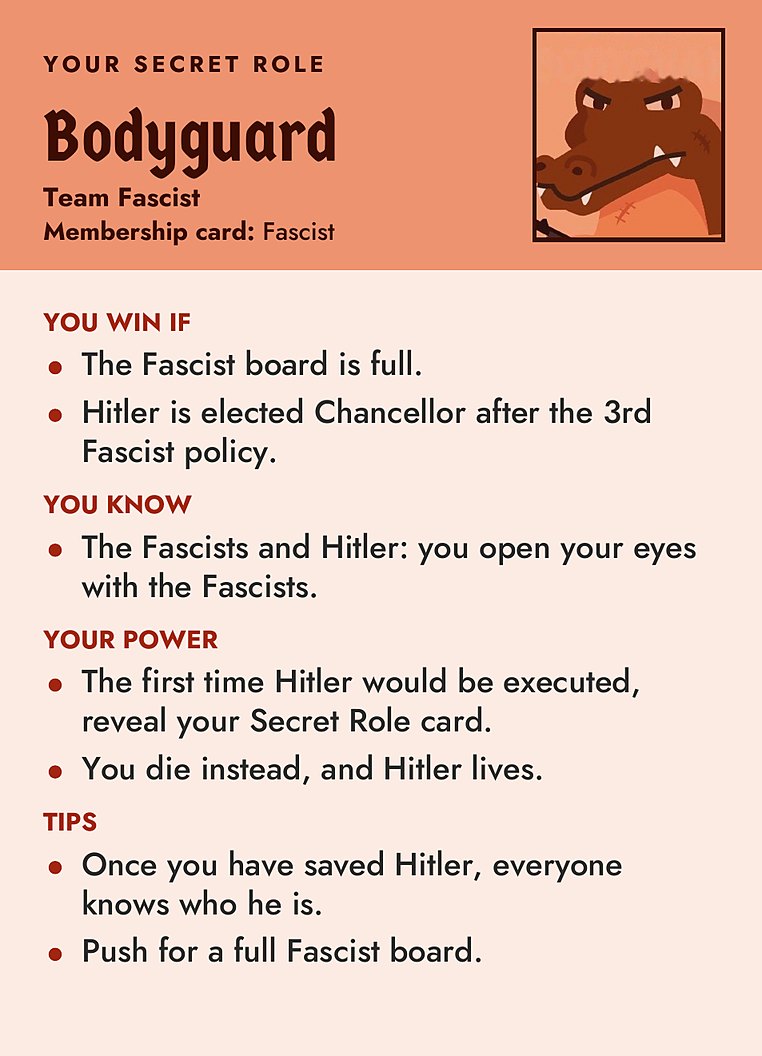 YOUR SECRET ROLE
Bodyguard
Team Fascist
Membership card: Fascist
YOU WIN IF
• The Fascist board is full.
• Hitler is elected Chancellor after the 3rd
Fascist policy.
YOU KNOW
• The Fascists and Hitler: you open your eyes
with the Fascists.
YOUR POWER
• The first time Hitler would be executed,
reveal your Secret Role card.
• You die instead, and Hitler lives.
TIPS
• Once you have saved Hitler, everyone
knows who he is.
• Push for a full Fascist board.